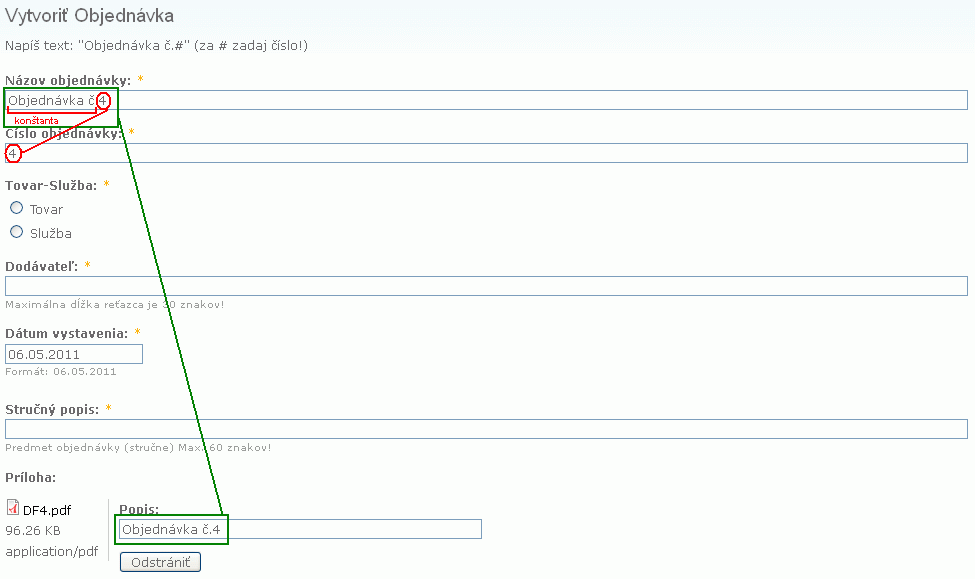 Vytvoriť Objednávka
Napíš text: "Objednávka č.#" (za # zadaj číslo!)
Názov objednávky: *
Objednávka č.4
konštanta
Číslo objednávky: *
4
Tovar-Služba: *
Tovar
Služba
Dodávateľ: *
Maximálna dĺžka reťazca je 30 znakov!
Dátum vystavenia: *
06.05.2011
Formát: 06.05.2011
Stručný popis: *
Predmet objednávky (stručne) Max. 60 znakov!
Príloha:
DF4.pdf
96.26 KB
application/pdf
Popis:
Objednávka č.4
Odstrániť